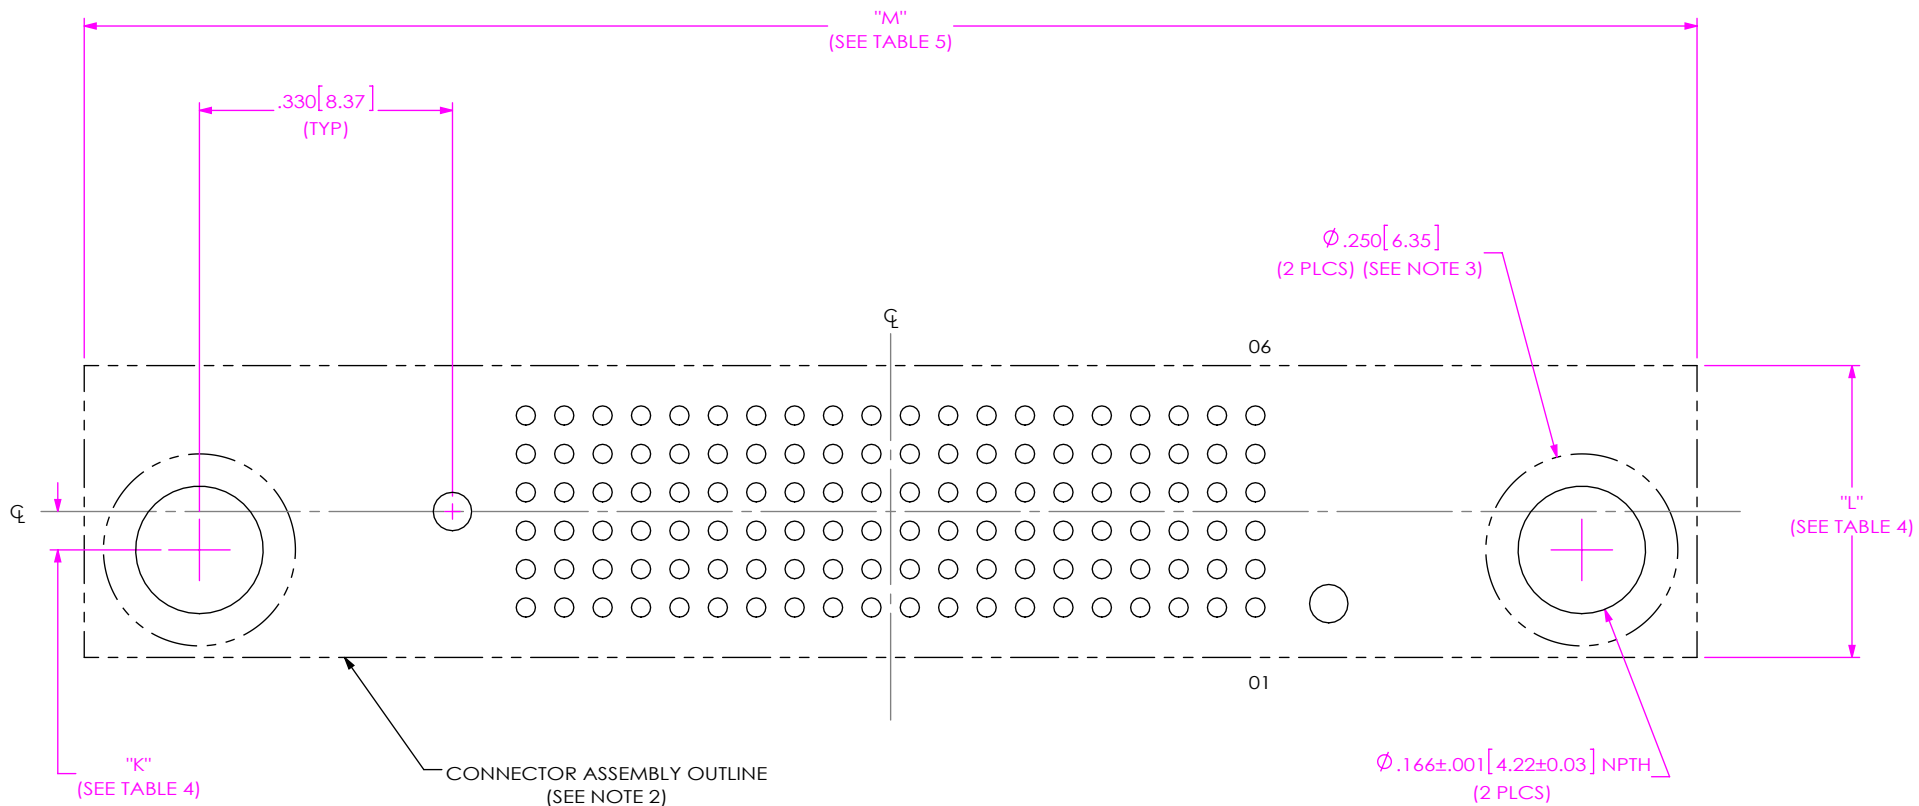 "M"
(SEE TABLE 5)
.330[8.37]
(TYP)
Ø.250[6.35]
(2 PLCS) (SEE NOTE 3)
℄
06
℄
"L"
(SEE TABLE 4)
01
"K"
(SEE TABLE 4)
CONNECTOR ASSEMBLY OUTLINE
(SEE NOTE 2)
Ø.166±.001[4.22±0.03] NPTH
(2 PLCS)